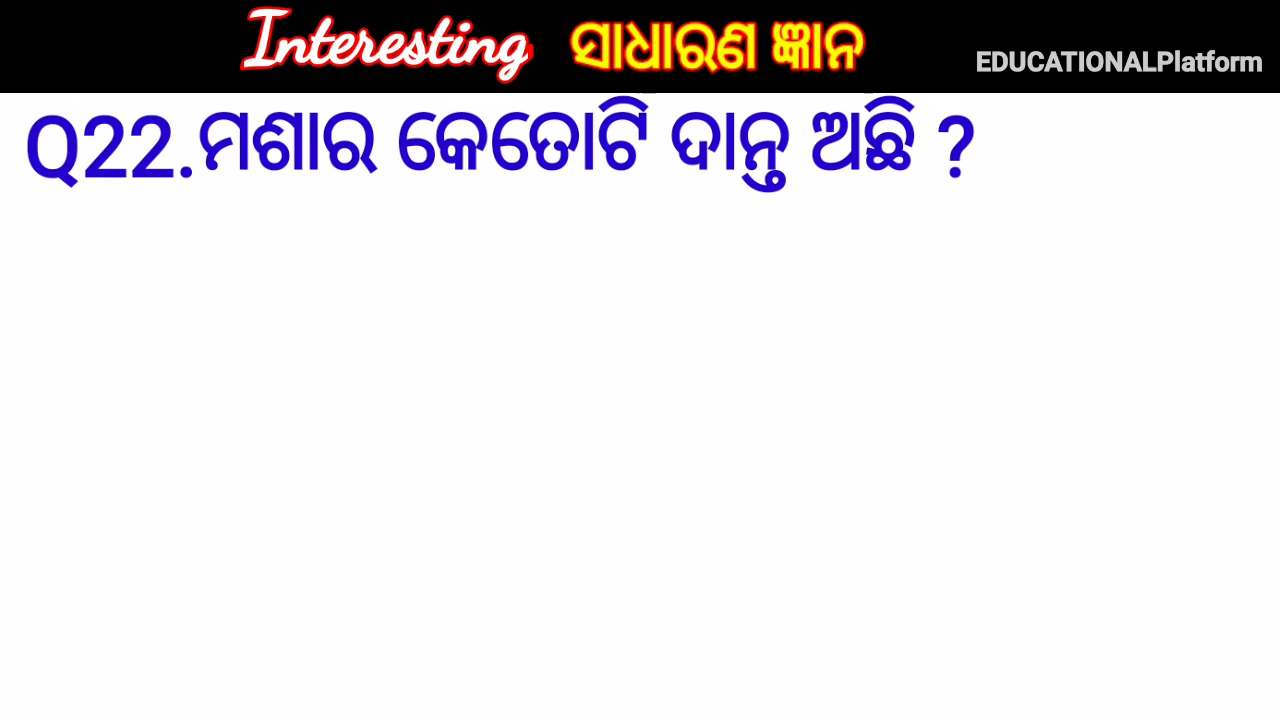 Interesting ସାଧାରଣ ଜ୍ଞାନ EDUCATIONALPlatform
Q22.ମଶାର କେତୋଟି ଦାନ୍ତ ଅଛି ?